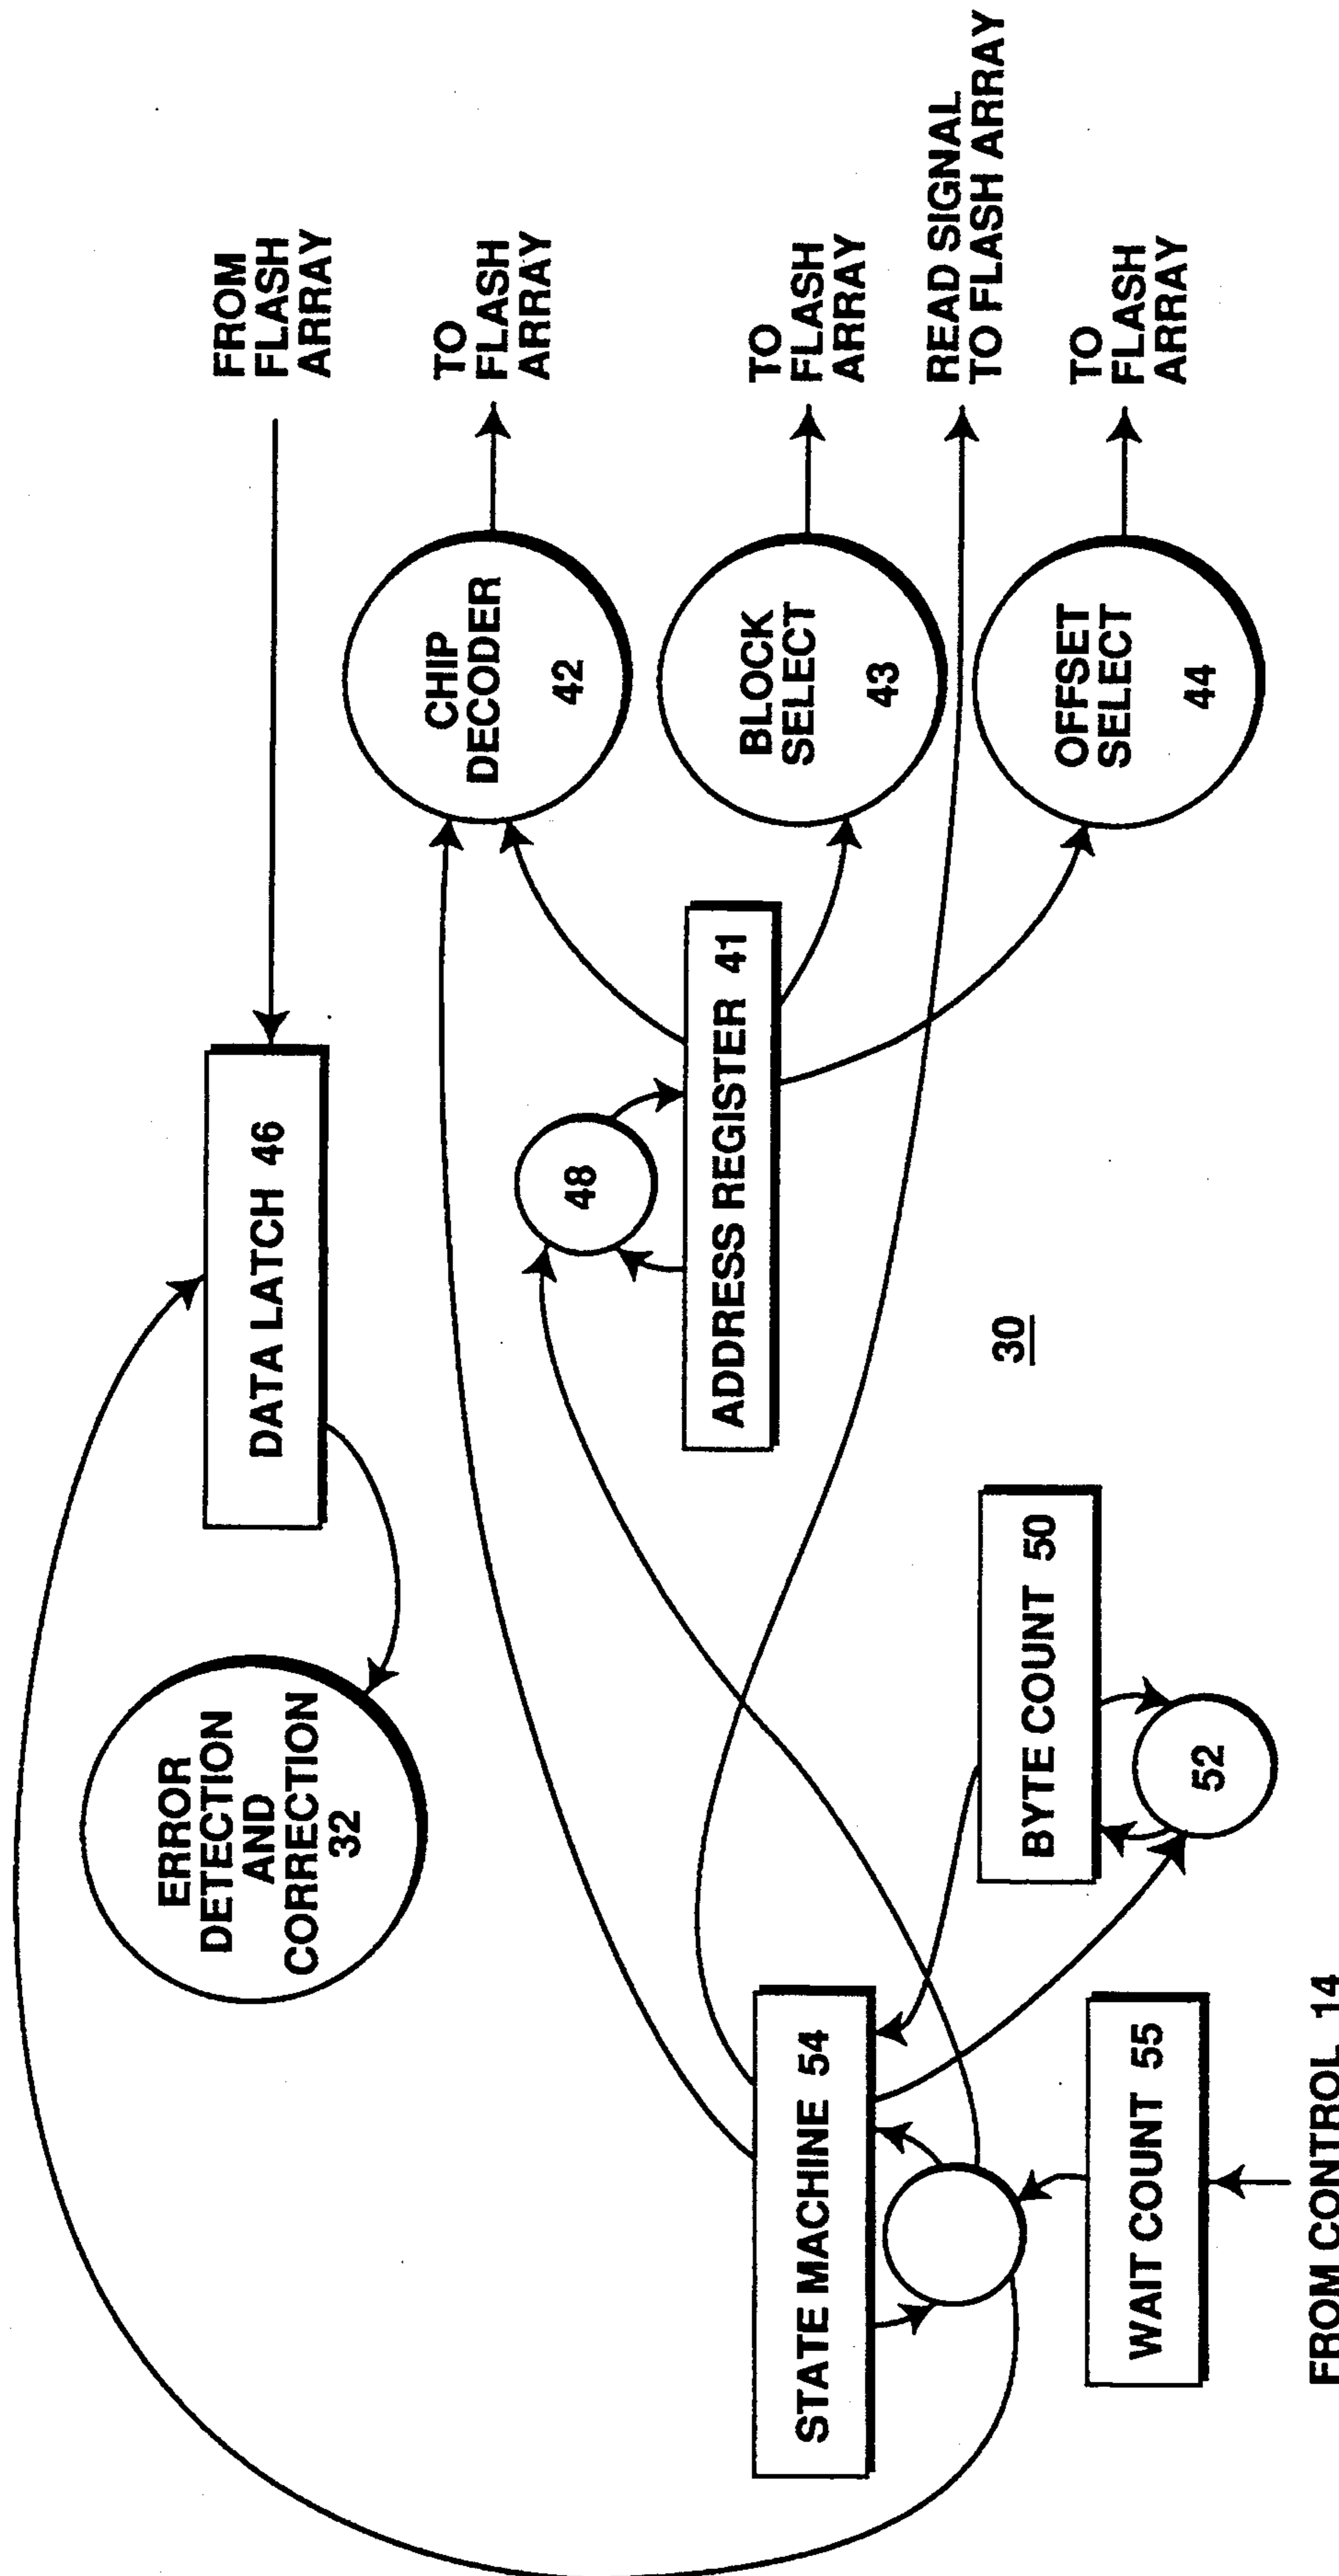 FROM
FLASH
ARRAY
ERROR
DETECTION
AND
CORRECTION
32
DATA LATCH 46
CHIP
DECODER
42
TO
FLASH
ARRAY
48
ADDRESS REGISTER 41
BLOCK
SELECT
43
TO
FLASH
ARRAY
STATE MACHINE 54
READ SIGNAL
TO FLASH ARRAY
30
BYTE COUNT 50
OFFSET
SELECT
44
TO
FLASH
ARRAY
WAIT COUNT 55
52
FROM CONTROL 14